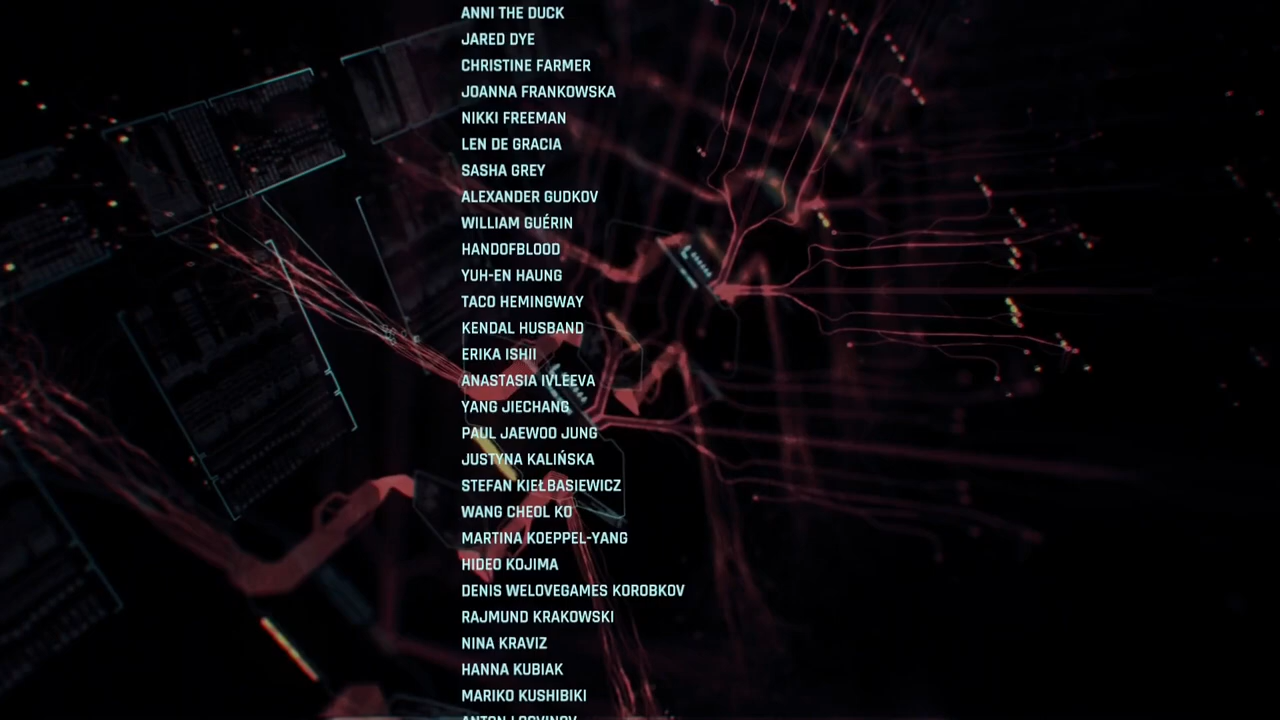 ANNI THE DUCK
JARED DYE
CHRISTINE FARMER
JOANNA FRANKOWSKA
NIKKI FREEMAN
LEN DE GRACIA
SASHA GREY
ALEXANDER GUDKOV
WILLIAM GUÉRIN
HANDOFBLOOD
YUH-EN HAUNG
TACO HEMINGWAY
KENDAL HUSBAND
ERIKA ISHII
ANASTASIA IVLEEVA
YANG JIECHANG
PAUL JAEWOO JUNG
JUSTYNA KALIŃSKA
STEFAN KIEŁBASIEWICZ
WANG CHEOL KO
MARTINA KOEPPEL-YANG
HIDEO KOJIMA
DENIS WELOVEGAMES KOROBKOV
RAJMUND KRAKOWSKI
NINA KRAVIZ
HANNA KUBIAK
MARIKO KUSHIBIKI
ANTON LOGVINOV